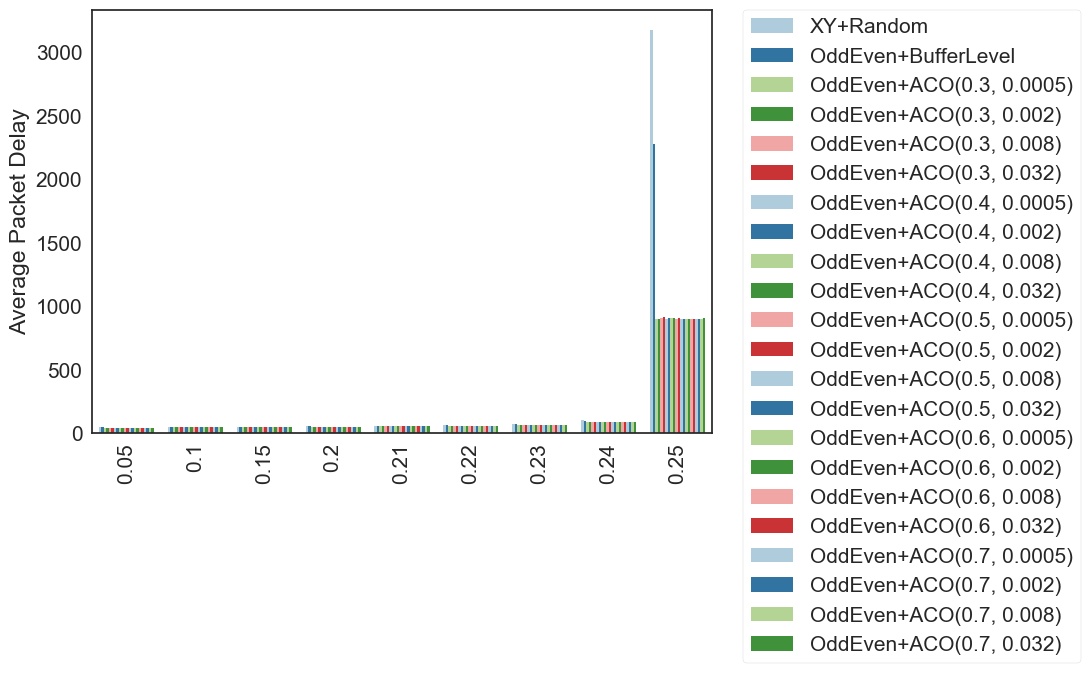 Average Packet Delay
3000
2500
2000
1500
1000
500
0
0.05
0.1
0.15
0.2
0.21
0.22
0.23
0.24
0.25
XY+Random
OddEven+BufferLevel
OddEven+ACO(0.3, 0.0005)
OddEven+ACO(0.3, 0.002)
OddEven+ACO(0.3, 0.008)
OddEven+ACO(0.3, 0.032)
OddEven+ACO(0.4, 0.0005)
OddEven+ACO(0.4, 0.002)
OddEven+ACO(0.4, 0.008)
OddEven+ACO(0.4, 0.032)
OddEven+ACO(0.5, 0.0005)
OddEven+ACO(0.5, 0.002)
OddEven+ACO(0.5, 0.008)
OddEven+ACO(0.5, 0.032)
OddEven+ACO(0.6, 0.0005)
OddEven+ACO(0.6, 0.002)
OddEven+ACO(0.6, 0.008)
OddEven+ACO(0.6, 0.032)
OddEven+ACO(0.7, 0.0005)
OddEven+ACO(0.7, 0.002)
OddEven+ACO(0.7, 0.008)
OddEven+ACO(0.7, 0.032)